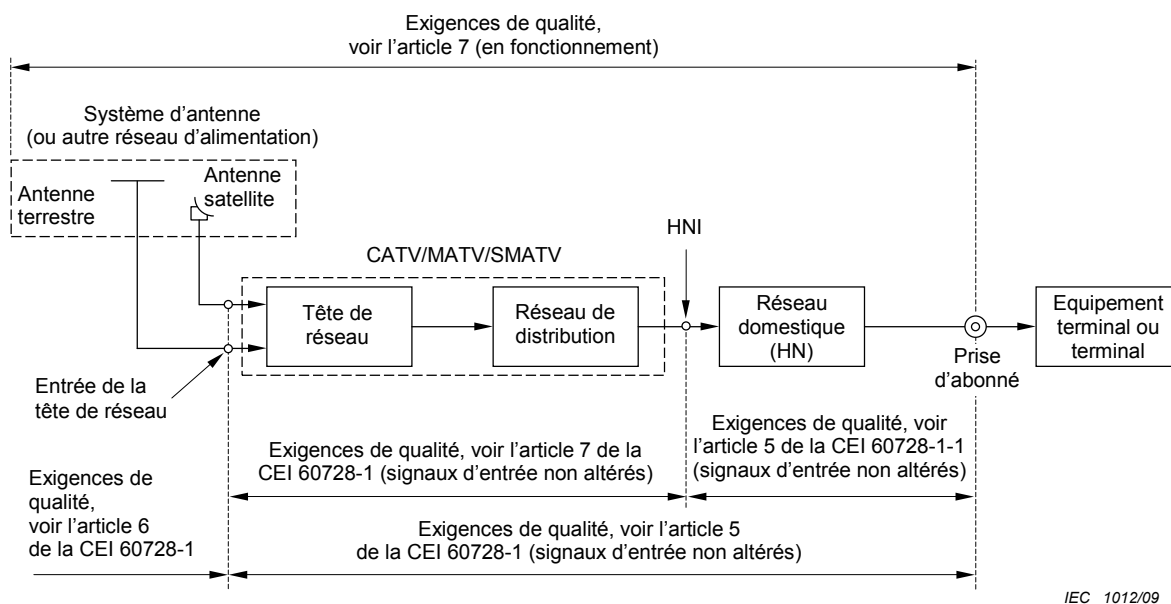 Exigences de qualité,
voir l'article 7 (en fonctionnement)
Système d'antenne
(ou autre réseau d'alimentation)
Antenne
terrestre
Antenne
satellite
HNI
CATV/MATV/SMATV
Tête de
réseau
Réseau de
distribution
Réseau
domestique
(HN)
Equipement
terminal ou
terminal
Prise
d'abonné
Entrée de la
tête de réseau
Exigences de qualité, voir l'article 7 de la
CEI 60728-1 (signaux d'entrée non altérés)
Exigences de qualité, voir
l'article 5 de la CEI 60728-1-1
(signaux d'entrée non altérés)
Exigences de
qualité,
voir l'article 6
de la CEI 60728-1
Exigences de qualité, voir l'article 5
de la CEI 60728-1 (signaux d'entrée non altérés)
IEC 1012/09